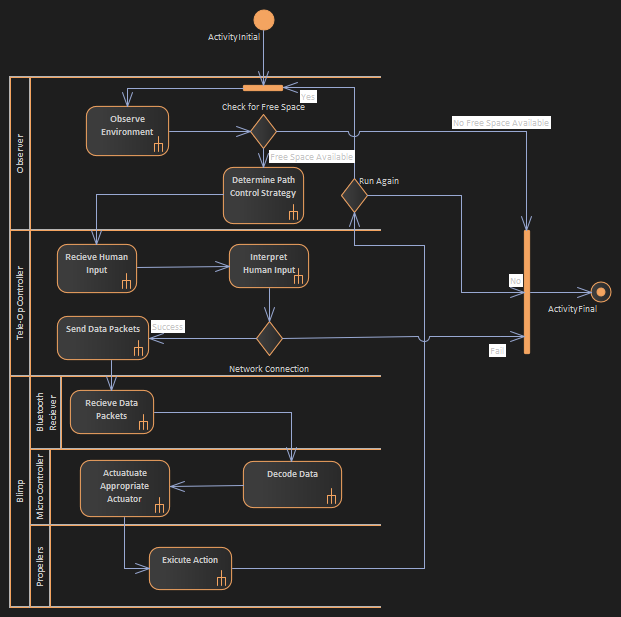 ActivityInitial
Yes
Check for Free Space
Observe
Environment
No Free Space Available
Free Space Available
Observer
Determine Path
Control Strategy
Run Again
Recieve Human
Input
Interpret
Human Input
No
ActivityFinal
Tele-Op Controller
Send Data Packets
Success
Fail
Network Connection
Bluetooth
Reciever
Recieve Data
Packets
Blimp
Micro Controller
Actuatuate
Appropriate
Actuator
Decode Data
Propellers
Exicute Action